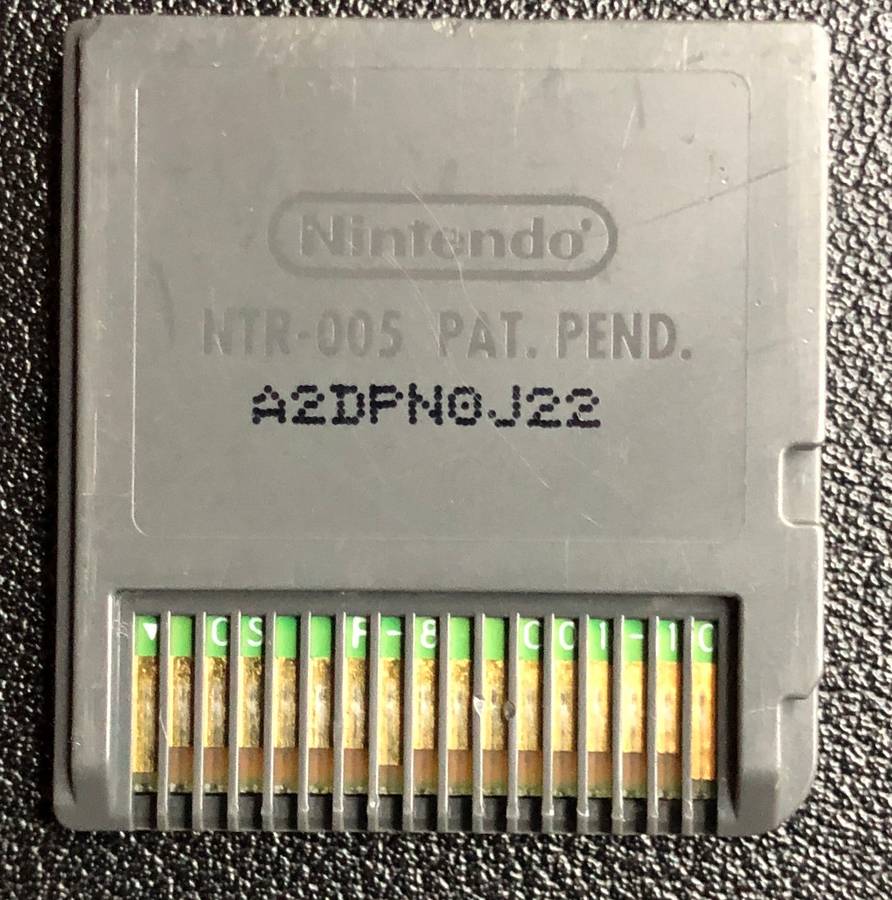 Nintendo
NTR-005 PAT. PEND.
A2DPN0J22